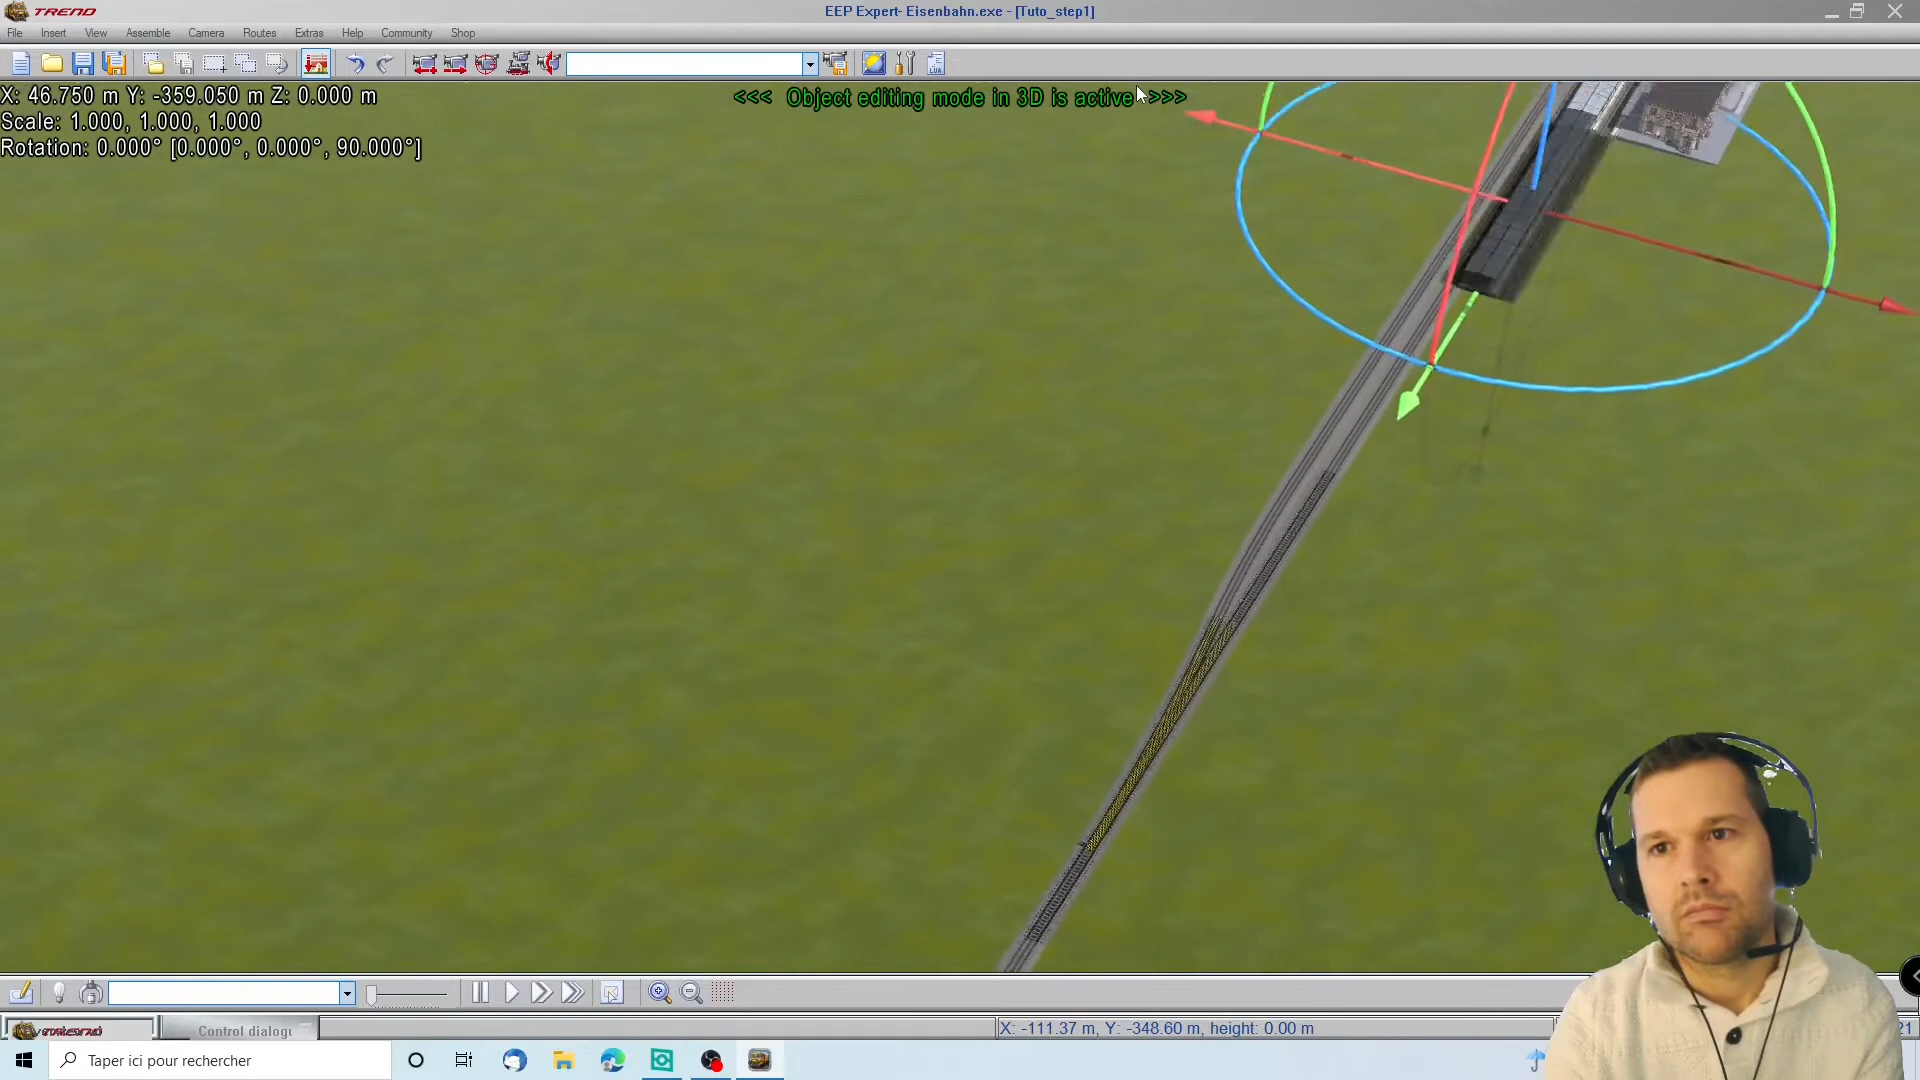 TREND
EEP Expert- Eisenbahn.exe - [Tuto_step1]
File Insert View Assemble Camera Routes Extras Help Community Shop
LUA
X: 46.750 m Y: -359.050 m Z: 0.000 m
<<< Object editing mode in 3D is active >>>
Scale: 1.000, 1.000, 1.000
Rotation: 0.000° [0.000°, 0.000°, 90.000°]
Control dialogu
X: -111.37 m, Y: -348.60 m, height: 0.00 m
21
Taper ici pour rechercher